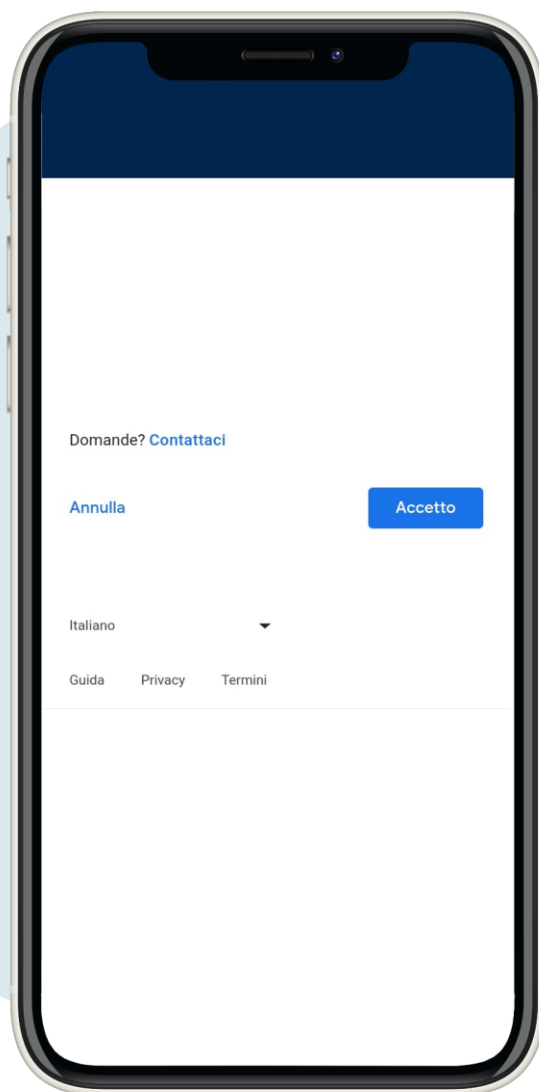 Domande? Contattaci
Annulla Accetto
Italiano
Guida Privacy Termini